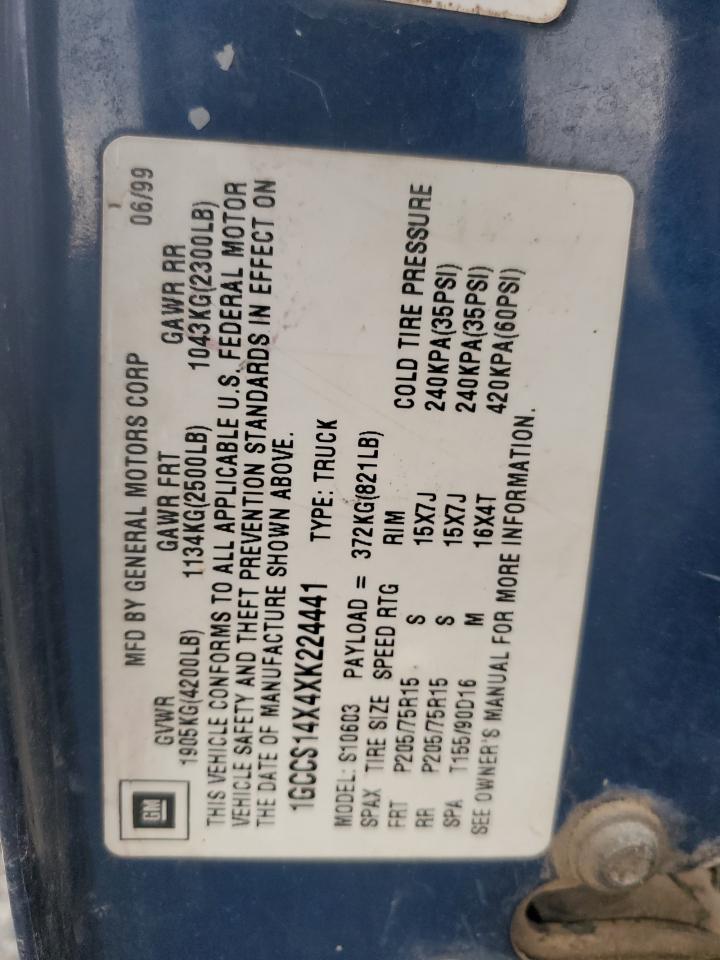 GM
MFD BY GENERAL MOTORS CORP 06/99
GVWR GAWR FRT GAWR RR
1905KG(4200LB) 1134KG(2500LB) 1043KG(2300LB)
THIS VEHICLE CONFORMS TO ALL APPLICABLE U.S. FEDERAL MOTOR
VEHICLE SAFETY AND THEFT PREVENTION STANDARDS IN EFFECT ON
THE DATE OF MANUFACTURE SHOWN ABOVE.
1GCCS14X4XK224441 TYPE: TRUCK
MODEL: S10603 PAYLOAD = 372KG(821LB)
SPAX TIRE SIZE SPEED RTG RIM COLD TIRE PRESSURE
FRT P205/75R15 S 15X7J 240KPA(35PSI)
RR P205/75R15 S 15X7J 240KPA(35PSI)
SPA T155/90D16 M 16X4T 420KPA(60PSI)
SEE OWNER'S MANUAL FOR MORE INFORMATION.